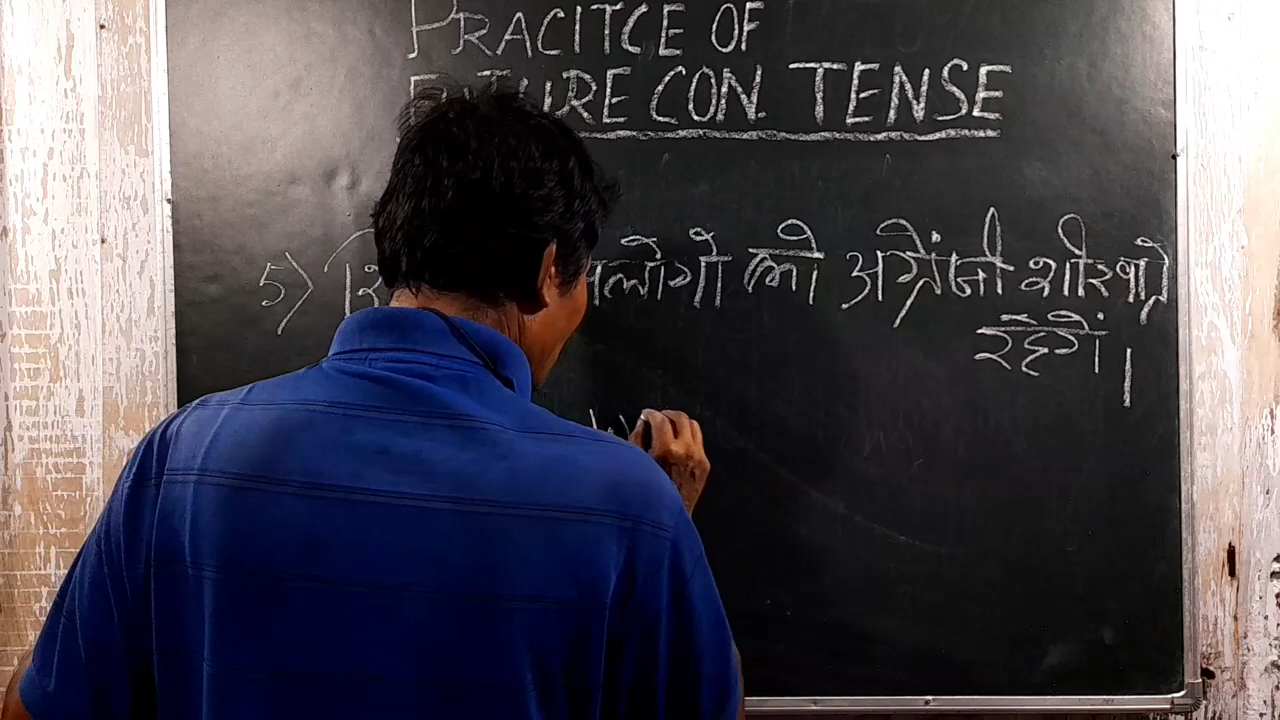 PRACITCE OF
FUTURE CON. TENSE
5) लोगो को अंग्रेजी शीखाते
रहेगें।